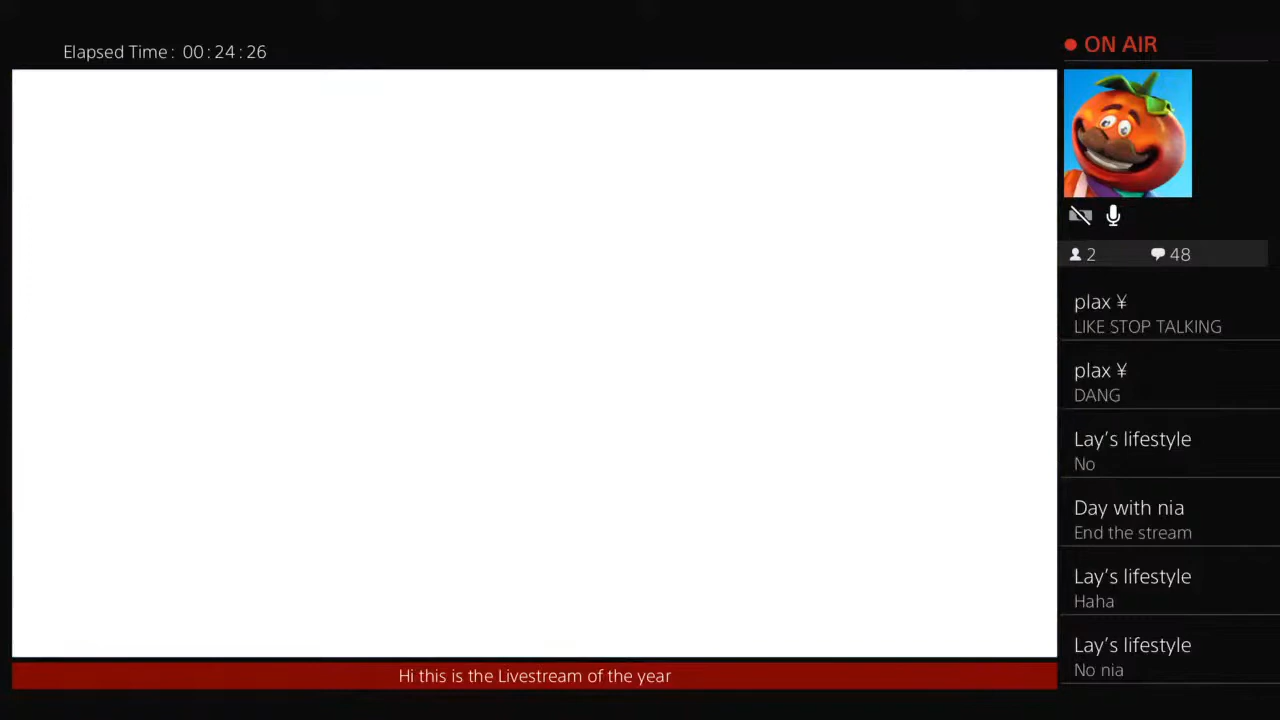 Elapsed Time: 00:24:26
ON AIR
2 48
plax ¥
LIKE STOP TALKING
plax ¥
DANG
Lay's lifestyle
No
Day with nia
End the stream
Lay's lifestyle
Haha
Lay's lifestyle
No nia
Hi this is the Livestream of the year